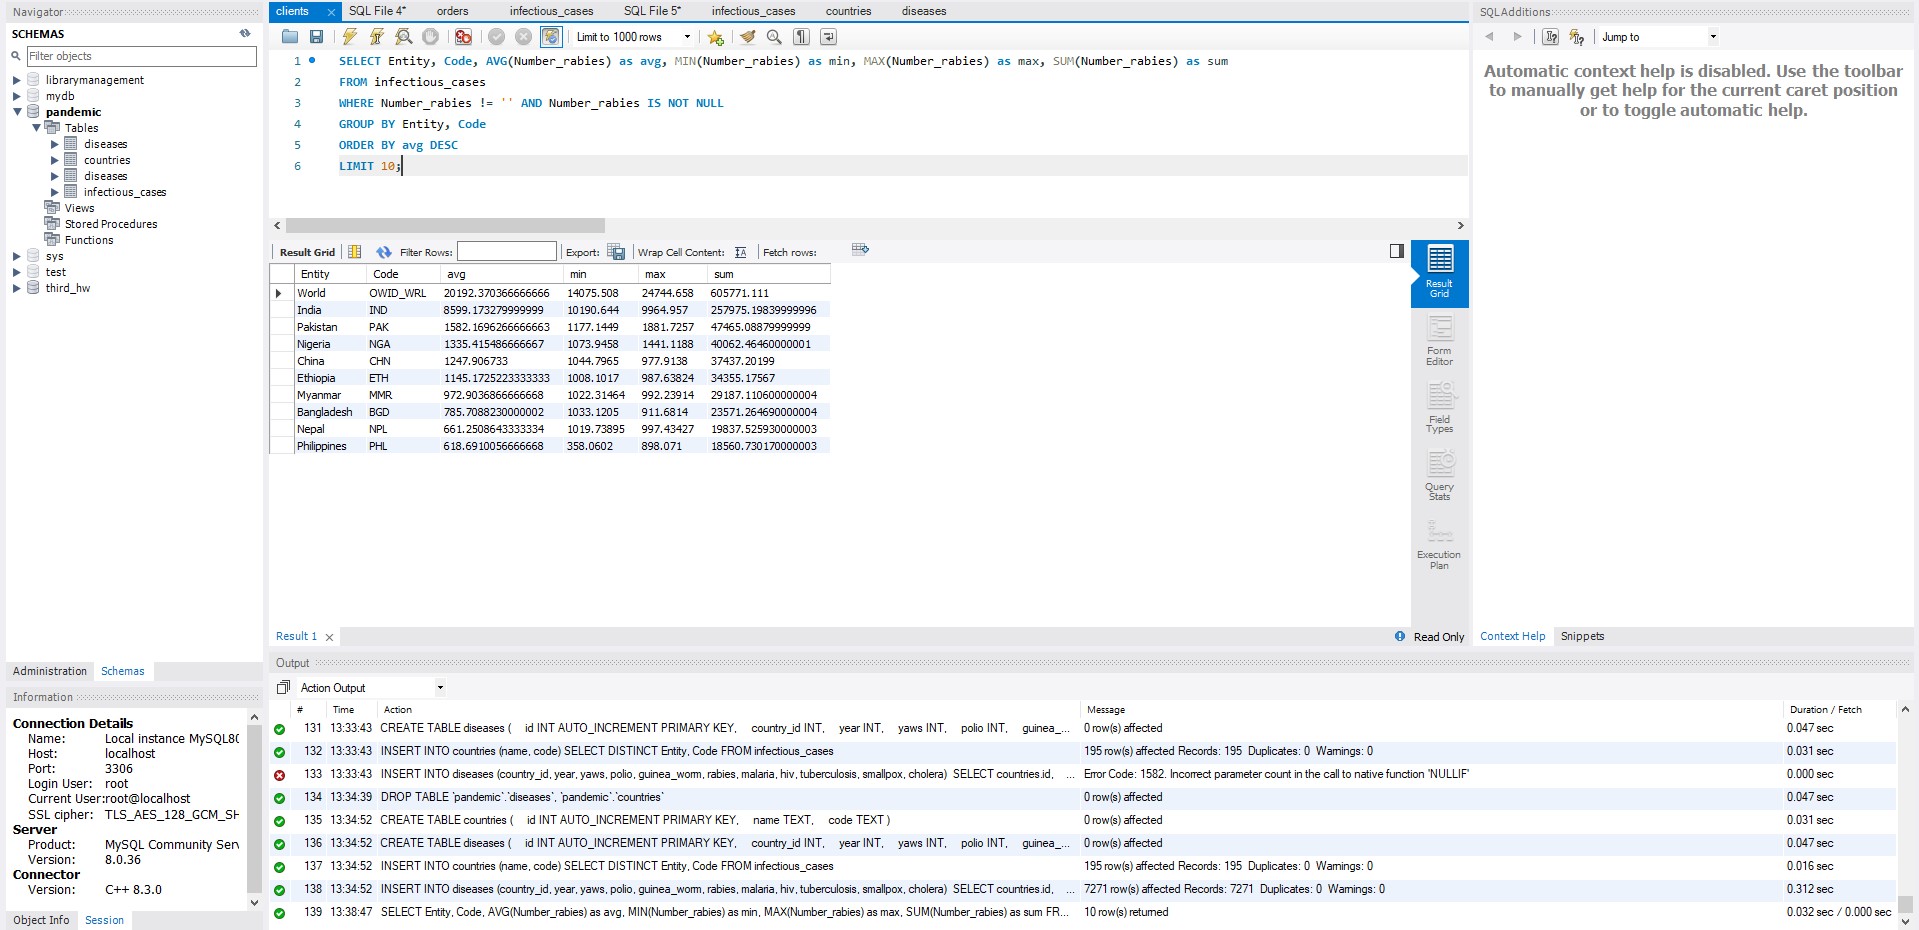 Navigator
SCHEMAS
Filter objects
librarymanagement
mydb
pandemic
Tables
diseases
countries
diseases
infectious_cases
Views
Stored Procedures
Functions
sys
test
third_hw
Administration Schemas
Information
Connection Details
Name: Local instance MySQL80
Host: localhost
Port: 3306
Login User: root
Current User:root@localhost
SSL cipher: TLS_AES_128_GCM_SH
Server
Product: MySQL Community Serv
Version: 8.0.36
Connector
Version: C++ 8.3.0
Object Info Session
clients SQL File 4* orders infectious_cases SQL File 5* infectious_cases countries diseases
Limit to 1000 rows
1 SELECT Entity, Code, AVG(Number_rabies) as avg, MIN(Number_rabies) as min, MAX(Number_rabies) as max, SUM(Number_rabies) as sum
2 FROM infectious_cases
3 WHERE Number_rabies != '' AND Number_rabies IS NOT NULL
4 GROUP BY Entity, Code
5 ORDER BY avg DESC
6 LIMIT 10;
Result Grid Filter Rows: Export: Wrap Cell Content: Fetch rows:
Entity Code avg min max sum
World OWID_WRL 20192.370366666666 14075.508 24744.658 605771.111
India IND 8599.173279999999 10190.644 9964.957 257975.19839999996
Pakistan PAK 1582.1696266666663 1177.1449 1881.7257 47465.08879999999
Nigeria NGA 1335.415486666667 1073.9458 1441.1188 40062.46460000001
China CHN 1247.906733 1044.7965 977.9138 37437.20199
Ethiopia ETH 1145.1725223333333 1008.1017 987.63824 34355.17567
Myanmar MMR 972.9036866666668 1022.31464 992.23914 29187.110600000004
Bangladesh BGD 785.7088230000002 1033.1205 911.6814 23571.264690000004
Nepal NPL 661.2508643333334 1019.73895 997.43427 19837.525930000003
Philippines PHL 618.6910056666668 358.0602 898.071 18560.730170000003
Result
Grid
Form
Editor
Field
Types
Query
Stats
Execution
Plan
Result 1 Read Only
SQLAdditions
Jump to
Automatic context help is disabled. Use the toolbar
to manually get help for the current caret position
or to toggle automatic help.
Context Help Snippets
Output
Action Output
# Time Action Message Duration / Fetch
131 13:33:43 CREATE TABLE diseases ( id INT AUTO_INCREMENT PRIMARY KEY, country_id INT, year INT, yaws INT, polio INT, guinea_... 0 row(s) affected 0.047 sec
132 13:33:43 INSERT INTO countries (name, code) SELECT DISTINCT Entity, Code FROM infectious_cases 195 row(s) affected Records: 195 Duplicates: 0 Warnings: 0 0.031 sec
133 13:33:43 INSERT INTO diseases (country_id, year, yaws, polio, guinea_worm, rabies, malaria, hiv, tuberculosis, smallpox, cholera) SELECT countries.id, ... Error Code: 1582. Incorrect parameter count in the call to native function 'NULLIF' 0.000 sec
134 13:34:39 DROP TABLE `pandemic`.`diseases`, `pandemic`.`countries` 0 row(s) affected 0.047 sec
135 13:34:52 CREATE TABLE countries ( id INT AUTO_INCREMENT PRIMARY KEY, name TEXT, code TEXT ) 0 row(s) affected 0.031 sec
136 13:34:52 CREATE TABLE diseases ( id INT AUTO_INCREMENT PRIMARY KEY, country_id INT, year INT, yaws INT, polio INT, guinea_... 0 row(s) affected 0.047 sec
137 13:34:52 INSERT INTO countries (name, code) SELECT DISTINCT Entity, Code FROM infectious_cases 195 row(s) affected Records: 195 Duplicates: 0 Warnings: 0 0.016 sec
138 13:34:52 INSERT INTO diseases (country_id, year, yaws, polio, guinea_worm, rabies, malaria, hiv, tuberculosis, smallpox, cholera) SELECT countries.id, ... 7271 row(s) affected Records: 7271 Duplicates: 0 Warnings: 0 0.312 sec
139 13:38:47 SELECT Entity, Code, AVG(Number_rabies) as avg, MIN(Number_rabies) as min, MAX(Number_rabies) as max, SUM(Number_rabies) as sum FR... 10 row(s) returned 0.032 sec / 0.000 sec